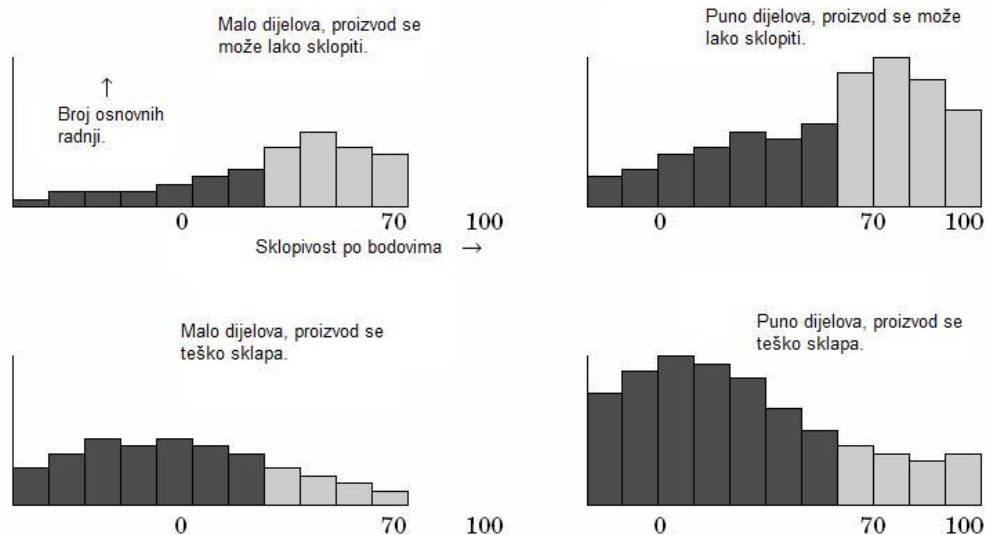 Malo dijelova, proizvod se
može lako sklopiti.
↑
Broj osnovnih
radnji.
0 70 100
Sklopivost po bodovima →
Puno dijelova, proizvod se može
lako sklopiti.
0 70 100
Malo dijelova, proizvod se
teško sklapa.
0 70 100
Puno dijelova, proizvod se
teško sklapa.
0 70 100